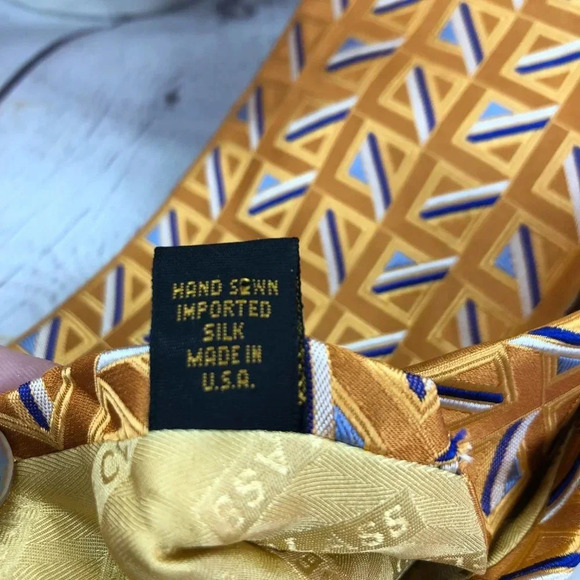 HAND SEWN
IMPORTED
SILK
MADE IN
U.S.A.